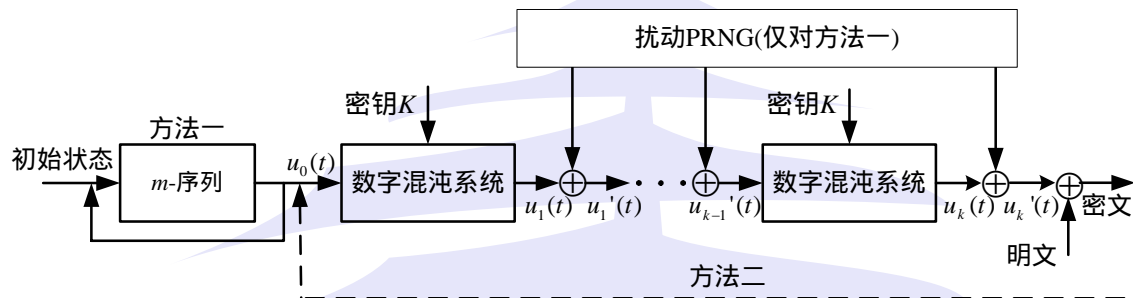 扰动PRNG(仅对方法一)
密钥K
密钥K
方法一
初始状态
m-序列
u₀(t)
数字混沌系统
u₁(t)
u₁'(t)
· · ·
uₖ₋₁'(t)
数字混沌系统
uₖ(t)
uₖ'(t)
密文
明文
方法二